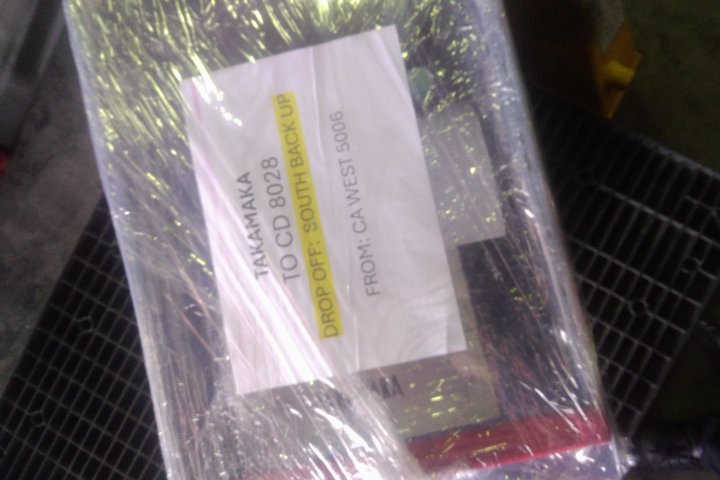 TAKAMAKA
TO CD 8028
DROP OFF: SOUTH BACK UP
FROM: CA WEST 5006